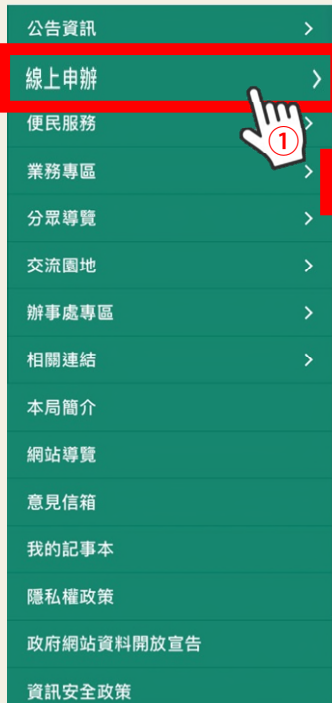 公告資訊 >
線上申辦 >
①
便民服務 >
業務專區 >
分眾導覽 >
交流園地 >
辦事處專區 >
相關連結 >
本局簡介
網站導覽
意見信箱
我的記事本
隱私權政策
政府網站資料開放宣告
資訊安全政策